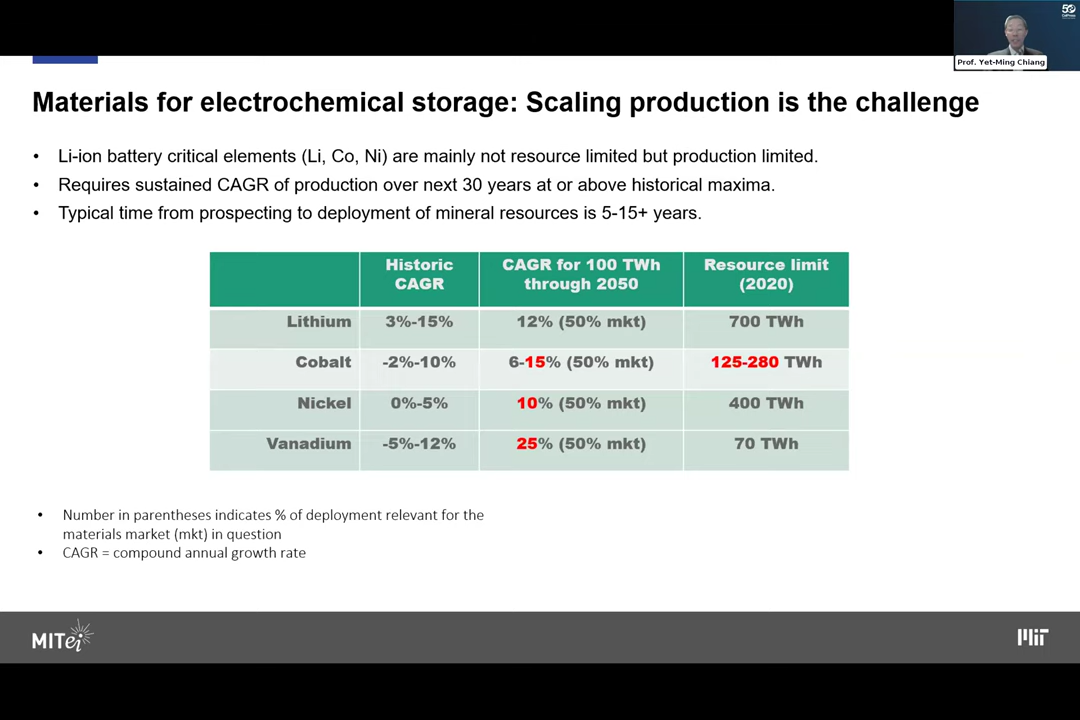 50
Prof. Yet-Ming Chiang
Materials for electrochemical storage: Scaling production is the challenge
• Li-ion battery critical elements (Li, Co, Ni) are mainly not resource limited but production limited.
• Requires sustained CAGR of production over next 30 years at or above historical maxima.
• Typical time from prospecting to deployment of mineral resources is 5-15+ years.
Historic CAGR for 100 TWh Resource limit
CAGR through 2050 (2020)
Lithium 3%-15% 12% (50% mkt) 700 TWh
Cobalt -2%-10% 6-15% (50% mkt) 125-280 TWh
Nickel 0%-5% 10% (50% mkt) 400 TWh
Vanadium -5%-12% 25% (50% mkt) 70 TWh
• Number in parentheses indicates % of deployment relevant for the
materials market (mkt) in question
• CAGR = compound annual growth rate
MITei MIT